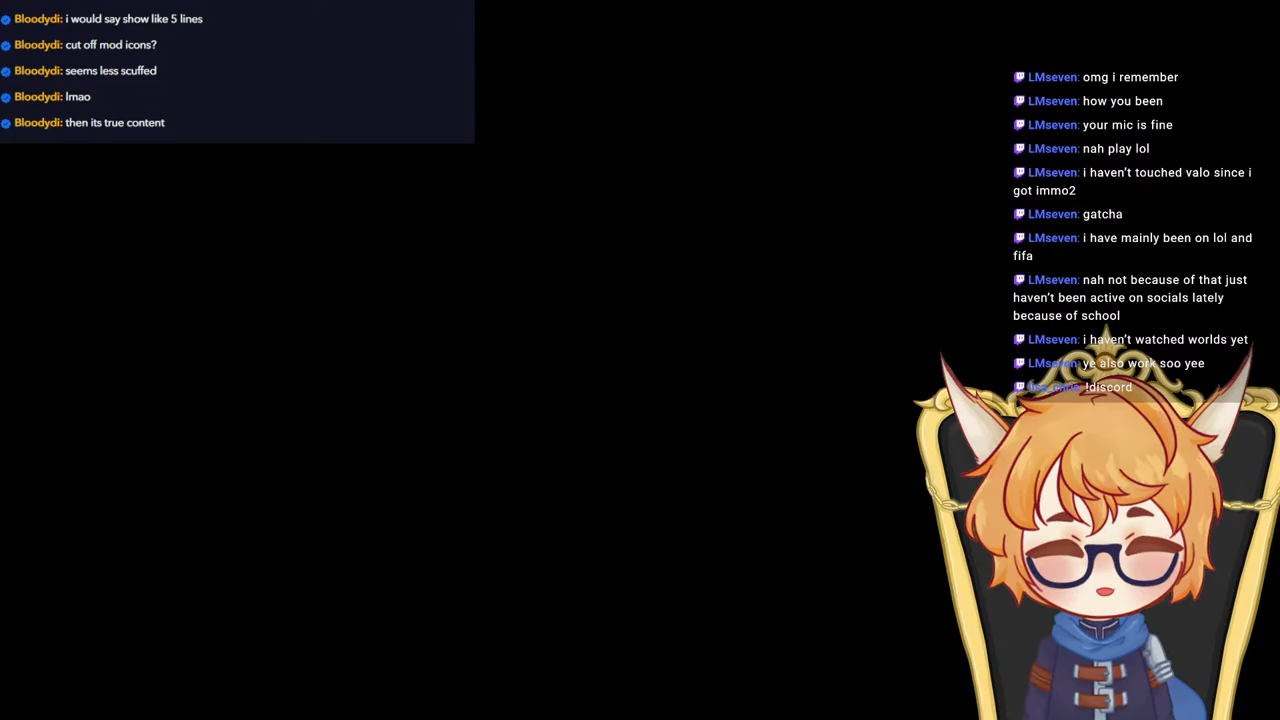 Bloodydi: i would say show like 5 lines
Bloodydi: cut off mod icons?
Bloodydi: seems less scuffed
Bloodydi: lmao
Bloodydi: then its true content
LMseven: omg i remember
LMseven: how you been
LMseven: your mic is fine
LMseven: nah play lol
LMseven: i haven't touched valo since i
got immo2
LMseven: gatcha
LMseven: i have mainly been on lol and
fifa
LMseven: nah not because of that just
haven't been active on socials lately
because of school
LMseven: i haven't watched worlds yet
LMseven: ye also work soo yee
!discord